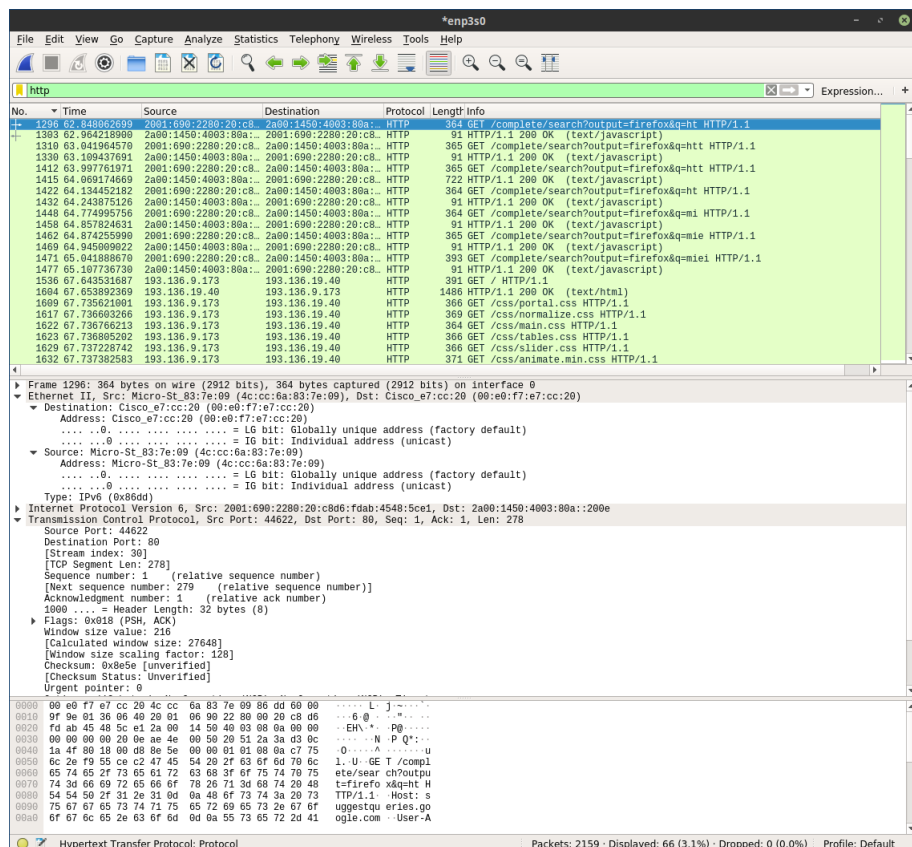 *enp3s0
File Edit View Go Capture Analyze Statistics Telephony Wireless Tools Help
http Expression... +
No. Time Source Destination Protocol Length Info
1296 62.848062699 2001:690:2280:20:c8… 2a00:1450:4003:80a:… HTTP 364 GET /complete/search?output=firefox&q=ht HTTP/1.1
1303 62.964218900 2a00:1450:4003:80a:… 2001:690:2280:20:c8… HTTP 91 HTTP/1.1 200 OK (text/javascript)
1310 63.041964570 2001:690:2280:20:c8… 2a00:1450:4003:80a:… HTTP 365 GET /complete/search?output=firefox&q=htt HTTP/1.1
1330 63.109437691 2a00:1450:4003:80a:… 2001:690:2280:20:c8… HTTP 91 HTTP/1.1 200 OK (text/javascript)
1412 63.997761971 2001:690:2280:20:c8… 2a00:1450:4003:80a:… HTTP 365 GET /complete/search?output=firefox&q=htt HTTP/1.1
1415 64.069174669 2a00:1450:4003:80a:… 2001:690:2280:20:c8… HTTP 722 HTTP/1.1 200 OK (text/javascript)
1422 64.134452182 2001:690:2280:20:c8… 2a00:1450:4003:80a:… HTTP 364 GET /complete/search?output=firefox&q=ht HTTP/1.1
1432 64.243875126 2a00:1450:4003:80a:… 2001:690:2280:20:c8… HTTP 91 HTTP/1.1 200 OK (text/javascript)
1448 64.774995756 2001:690:2280:20:c8… 2a00:1450:4003:80a:… HTTP 364 GET /complete/search?output=firefox&q=mi HTTP/1.1
1458 64.857824631 2a00:1450:4003:80a:… 2001:690:2280:20:c8… HTTP 91 HTTP/1.1 200 OK (text/javascript)
1462 64.874255990 2001:690:2280:20:c8… 2a00:1450:4003:80a:… HTTP 365 GET /complete/search?output=firefox&q=mie HTTP/1.1
1469 64.945009022 2a00:1450:4003:80a:… 2001:690:2280:20:c8… HTTP 91 HTTP/1.1 200 OK (text/javascript)
1471 65.041888670 2001:690:2280:20:c8… 2a00:1450:4003:80a:… HTTP 393 GET /complete/search?output=firefox&q=miei HTTP/1.1
1477 65.107736730 2a00:1450:4003:80a:… 2001:690:2280:20:c8… HTTP 91 HTTP/1.1 200 OK (text/javascript)
1536 67.643531687 193.136.9.173 193.136.19.40 HTTP 391 GET / HTTP/1.1
1604 67.653892369 193.136.19.40 193.136.9.173 HTTP 1486 HTTP/1.1 200 OK (text/html)
1609 67.735621001 193.136.9.173 193.136.19.40 HTTP 366 GET /css/portal.css HTTP/1.1
1617 67.736603266 193.136.9.173 193.136.19.40 HTTP 369 GET /css/normalize.css HTTP/1.1
1622 67.736766213 193.136.9.173 193.136.19.40 HTTP 364 GET /css/main.css HTTP/1.1
1623 67.736805202 193.136.9.173 193.136.19.40 HTTP 366 GET /css/tables.css HTTP/1.1
1629 67.737228742 193.136.9.173 193.136.19.40 HTTP 366 GET /css/slider.css HTTP/1.1
1632 67.737382583 193.136.9.173 193.136.19.40 HTTP 371 GET /css/animate.min.css HTTP/1.1
Frame 1296: 364 bytes on wire (2912 bits), 364 bytes captured (2912 bits) on interface 0
Ethernet II, Src: Micro-St_83:7e:09 (4c:cc:6a:83:7e:09), Dst: Cisco_e7:cc:20 (00:e0:f7:e7:cc:20)
Destination: Cisco_e7:cc:20 (00:e0:f7:e7:cc:20)
Address: Cisco_e7:cc:20 (00:e0:f7:e7:cc:20)
.... ..0. .... .... .... .... = LG bit: Globally unique address (factory default)
.... ...0 .... .... .... .... = IG bit: Individual address (unicast)
Source: Micro-St_83:7e:09 (4c:cc:6a:83:7e:09)
Address: Micro-St_83:7e:09 (4c:cc:6a:83:7e:09)
.... ..0. .... .... .... .... = LG bit: Globally unique address (factory default)
.... ...0 .... .... .... .... = IG bit: Individual address (unicast)
Type: IPv6 (0x86dd)
Internet Protocol Version 6, Src: 2001:690:2280:20:c8d6:fdab:4548:5ce1, Dst: 2a00:1450:4003:80a::200e
Transmission Control Protocol, Src Port: 44622, Dst Port: 80, Seq: 1, Ack: 1, Len: 278
Source Port: 44622
Destination Port: 80
[Stream index: 30]
[TCP Segment Len: 278]
Sequence number: 1 (relative sequence number)
[Next sequence number: 279 (relative sequence number)]
Acknowledgment number: 1 (relative ack number)
1000 .... = Header Length: 32 bytes (8)
Flags: 0x018 (PSH, ACK)
Window size value: 216
[Calculated window size: 27648]
[Window size scaling factor: 128]
Checksum: 0x8e5e [unverified]
[Checksum Status: Unverified]
Urgent pointer: 0
0000 00 e0 f7 e7 cc 20 4c cc 6a 83 7e 09 86 dd 60 00 ····· L· j·~···`·
0010 9f 9e 01 36 06 40 20 01 06 90 22 80 00 20 c8 d6 ···6·@ · ··"·· ··
0020 fd ab 45 48 5c e1 2a 00 14 50 40 03 08 0a 00 00 ··EH\·*· ·P@·····
0030 00 00 00 00 20 0e ae 4e 00 50 20 51 2a 3a d3 0c ···· ··N ·P Q*:··
0040 1a 4f 80 18 00 d8 8e 5e 00 00 01 01 08 0a c7 75 ·O·····^ ·······u
0050 6c 2e f9 55 ce c2 47 45 54 20 2f 63 6f 6d 70 6c l.·U··GE T /compl
0060 65 74 65 2f 73 65 61 72 63 68 3f 6f 75 74 70 75 ete/sear ch?outpu
0070 74 3d 66 69 72 65 66 6f 78 26 71 3d 68 74 20 48 t=firefo x&q=ht H
0080 54 54 50 2f 31 2e 31 0d 0a 48 6f 73 74 3a 20 73 TTP/1.1· ·Host: s
0090 75 67 67 65 73 74 71 75 65 72 69 65 73 2e 67 6f uggestqu eries.go
00a0 6f 67 6c 65 2e 63 6f 6d 0d 0a 55 73 65 72 2d 41 ogle.com ··User-A
Hypertext Transfer Protocol: Protocol Packets: 2159 · Displayed: 66 (3.1%) · Dropped: 0 (0.0%) Profile: Default